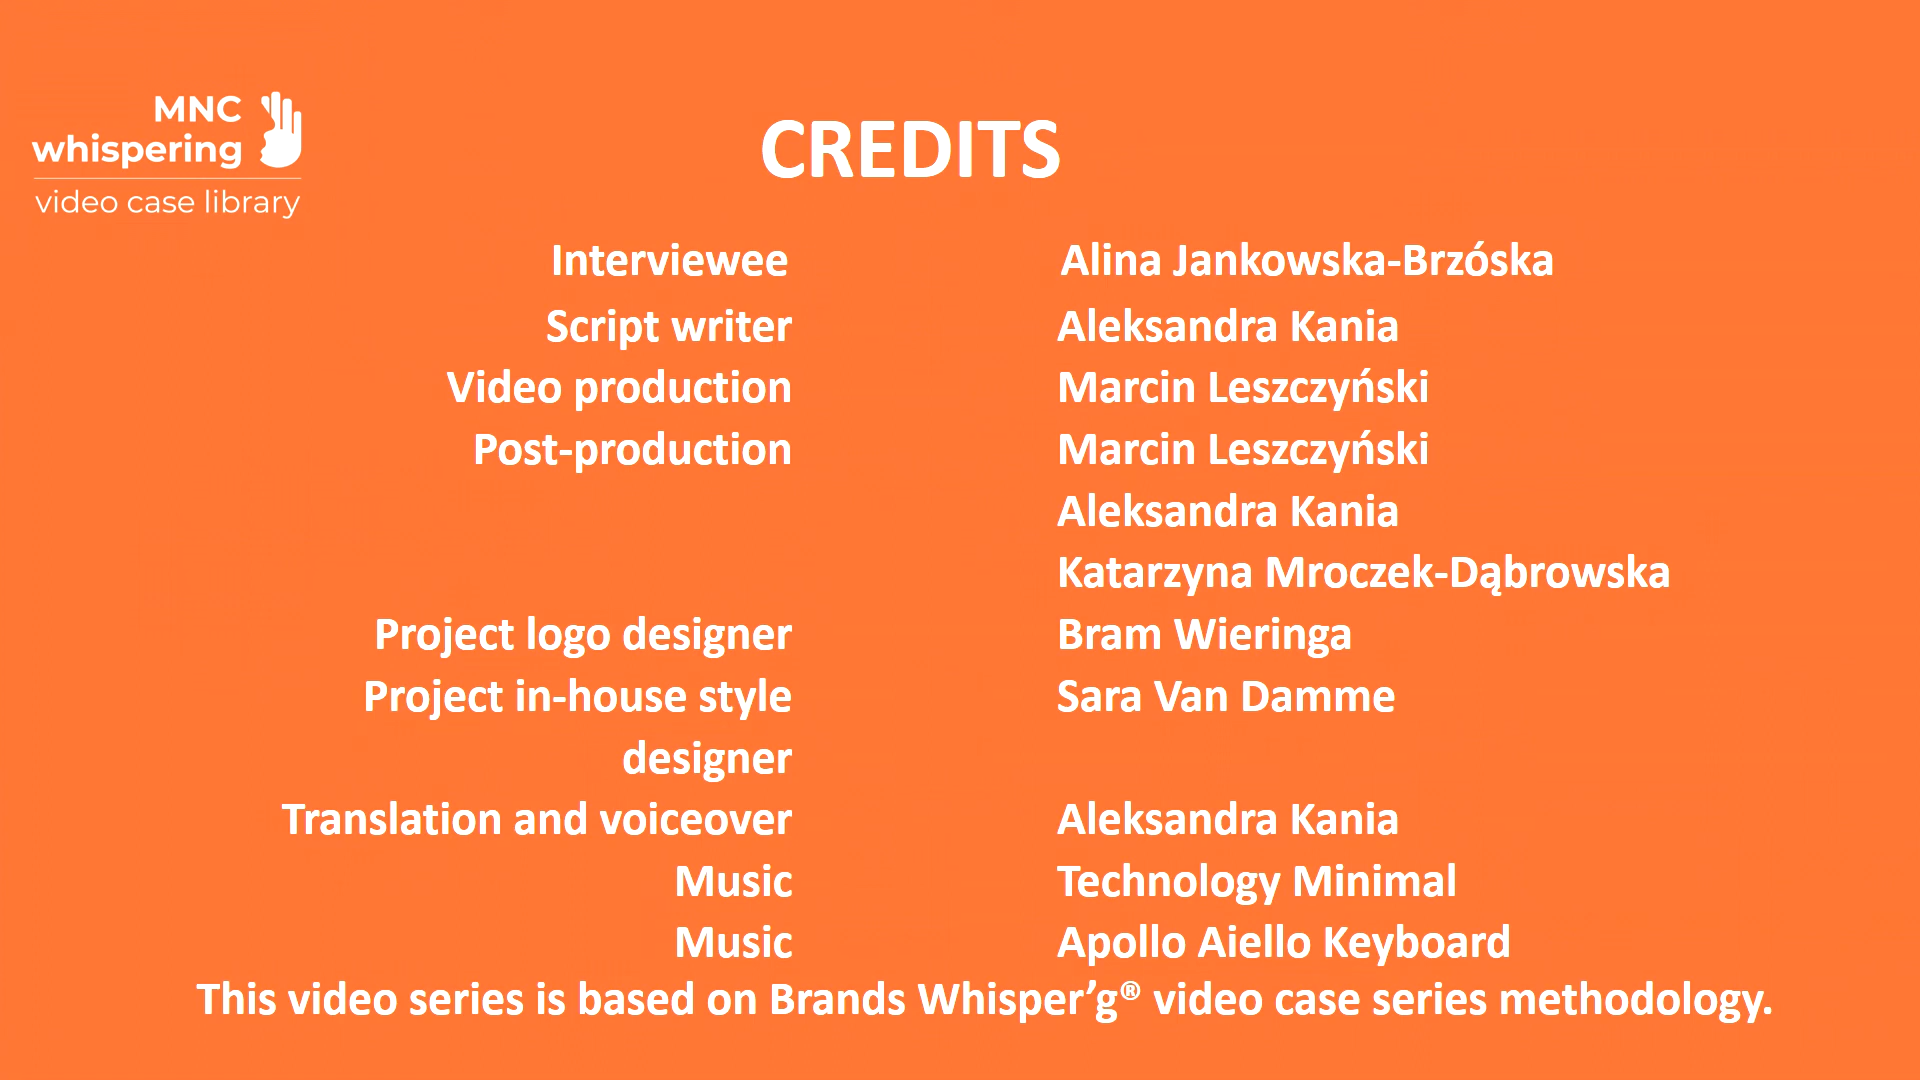 MNC
whispering
video case library
CREDITS
Interviewee Alina Jankowska-Brzóska
Script writer Aleksandra Kania
Video production Marcin Leszczyński
Post-production Marcin Leszczyński
Aleksandra Kania
Katarzyna Mroczek-Dąbrowska
Project logo designer Bram Wieringa
Project in-house style Sara Van Damme
designer
Translation and voiceover Aleksandra Kania
Music Technology Minimal
Music Apollo Aiello Keyboard
This video series is based on Brands Whisper’g® video case series methodology.